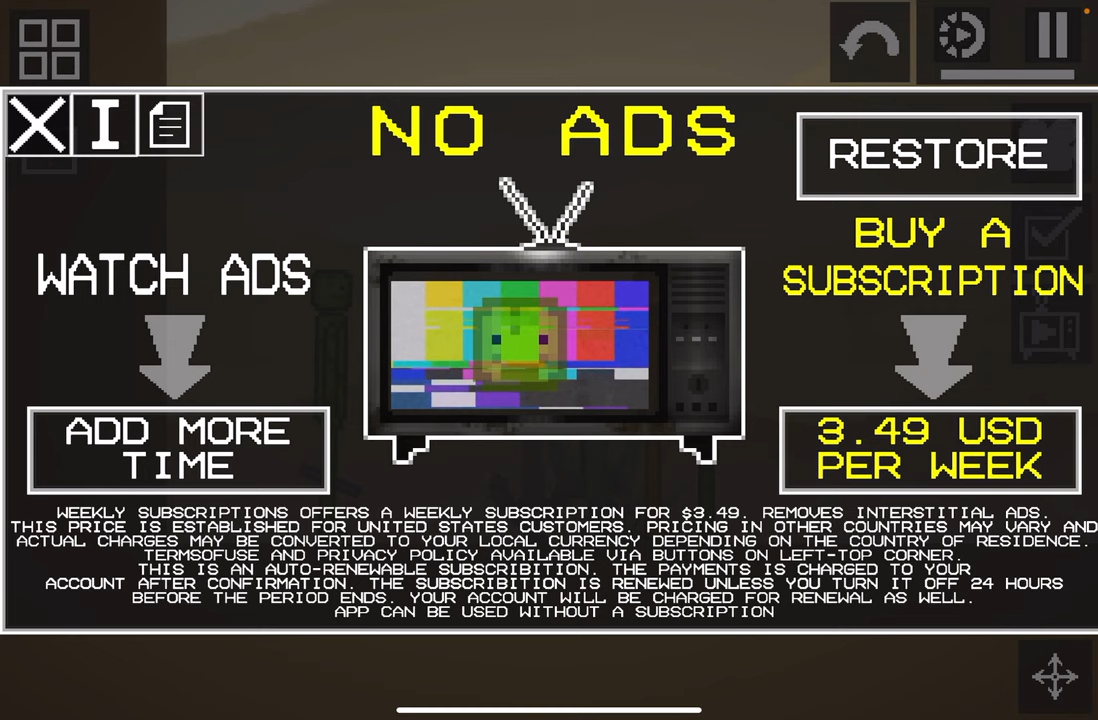 I
NO ADS
RESTORE
WATCH ADS
BUY A
SUBSCRIPTION
ADD MORE
TIME
3.49 USD
PER WEEK
WEEKLY SUBSCRIPTIONS OFFERS A WEEKLY SUBSCRIPTION FOR $3.49. REMOVES INTERSTITIAL ADS.
THIS PRICE IS ESTABLISHED FOR UNITED STATES CUSTOMERS. PRICING IN OTHER COUNTRIES MAY VARY AND
ACTUAL CHARGES MAY BE CONVERTED TO YOUR LOCAL CURRENCY DEPENDING ON THE COUNTRY OF RESIDENCE.
TERMSOFUSE AND PRIVACY POLICY AVAILABLE VIA BUTTONS ON LEFT-TOP CORNER.
THIS IS AN AUTO-RENEWABLE SUBSCRIBITION. THE PAYMENTS IS CHARGED TO YOUR
ACCOUNT AFTER CONFIRMATION. THE SUBSCRIBITION IS RENEWED UNLESS YOU TURN IT OFF 24 HOURS
BEFORE THE PERIOD ENDS. YOUR ACCOUNT WILL BE CHARGED FOR RENEWAL AS WELL.
APP CAN BE USED WITHOUT A SUBSCRIPTION